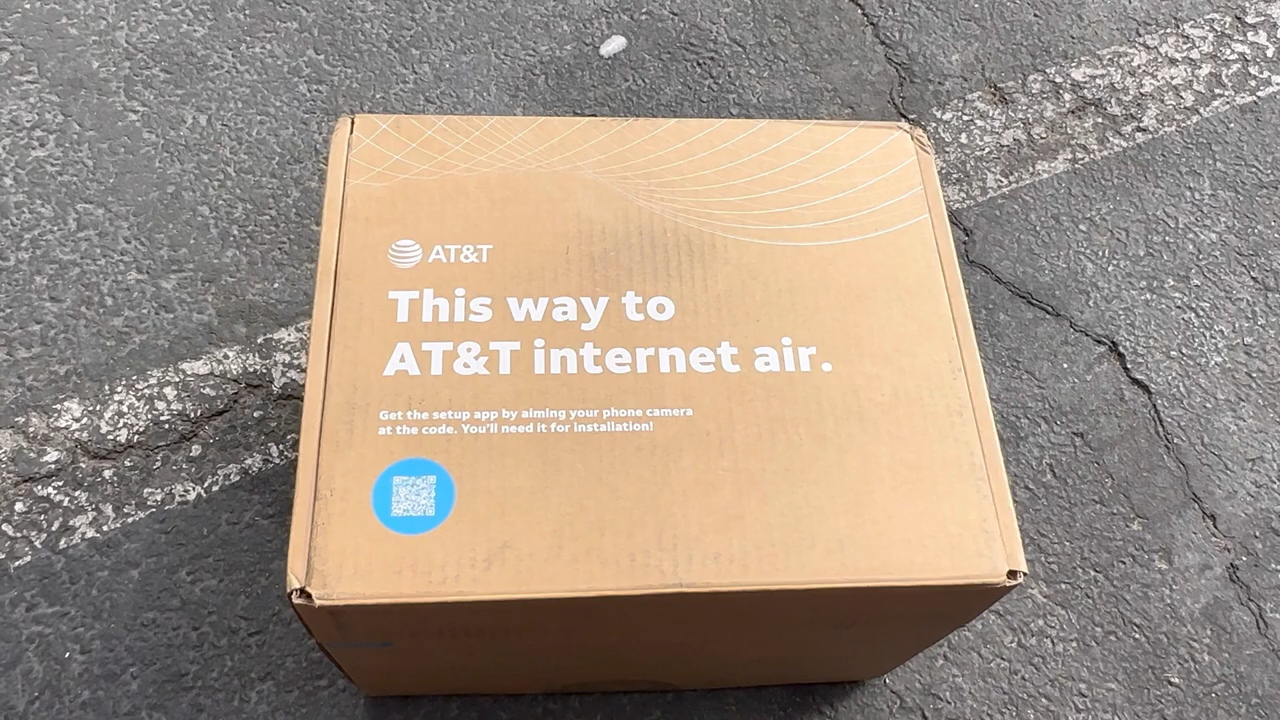 AT&T
This way to
AT&T internet air.
Get the setup app by aiming your phone camera
at the code. You'll need it for installation!